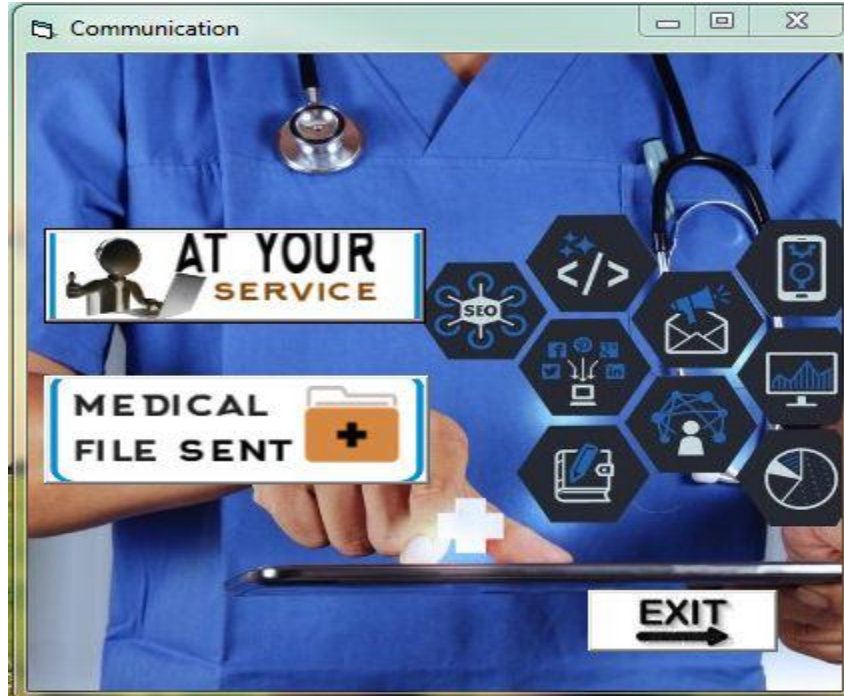 Communication
AT YOUR
SERVICE
</>
SEO
MEDICAL
FILE SENT
EXIT